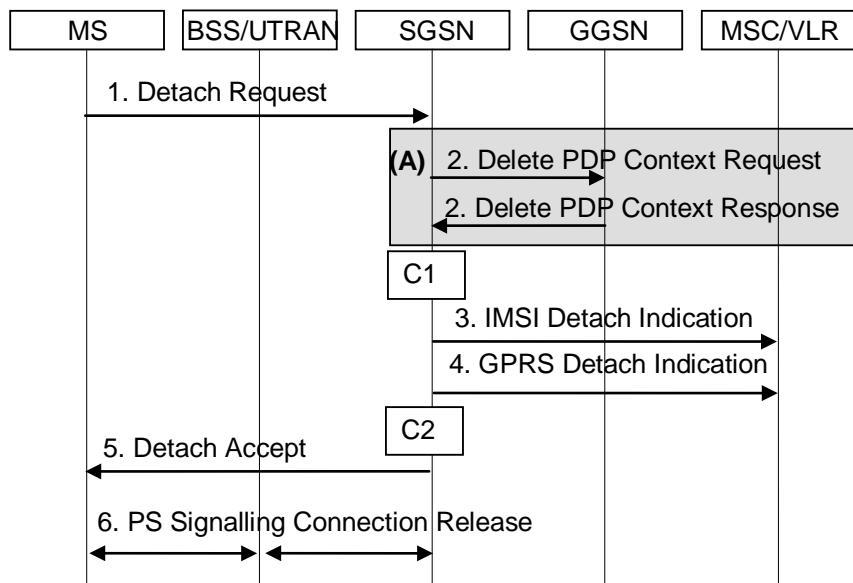 MS BSS/UTRAN SGSN GGSN MSC/VLR
1. Detach Request
(A) 2. Delete PDP Context Request
2. Delete PDP Context Response
C1
3. IMSI Detach Indication
4. GPRS Detach Indication
C2
5. Detach Accept
6. PS Signalling Connection Release